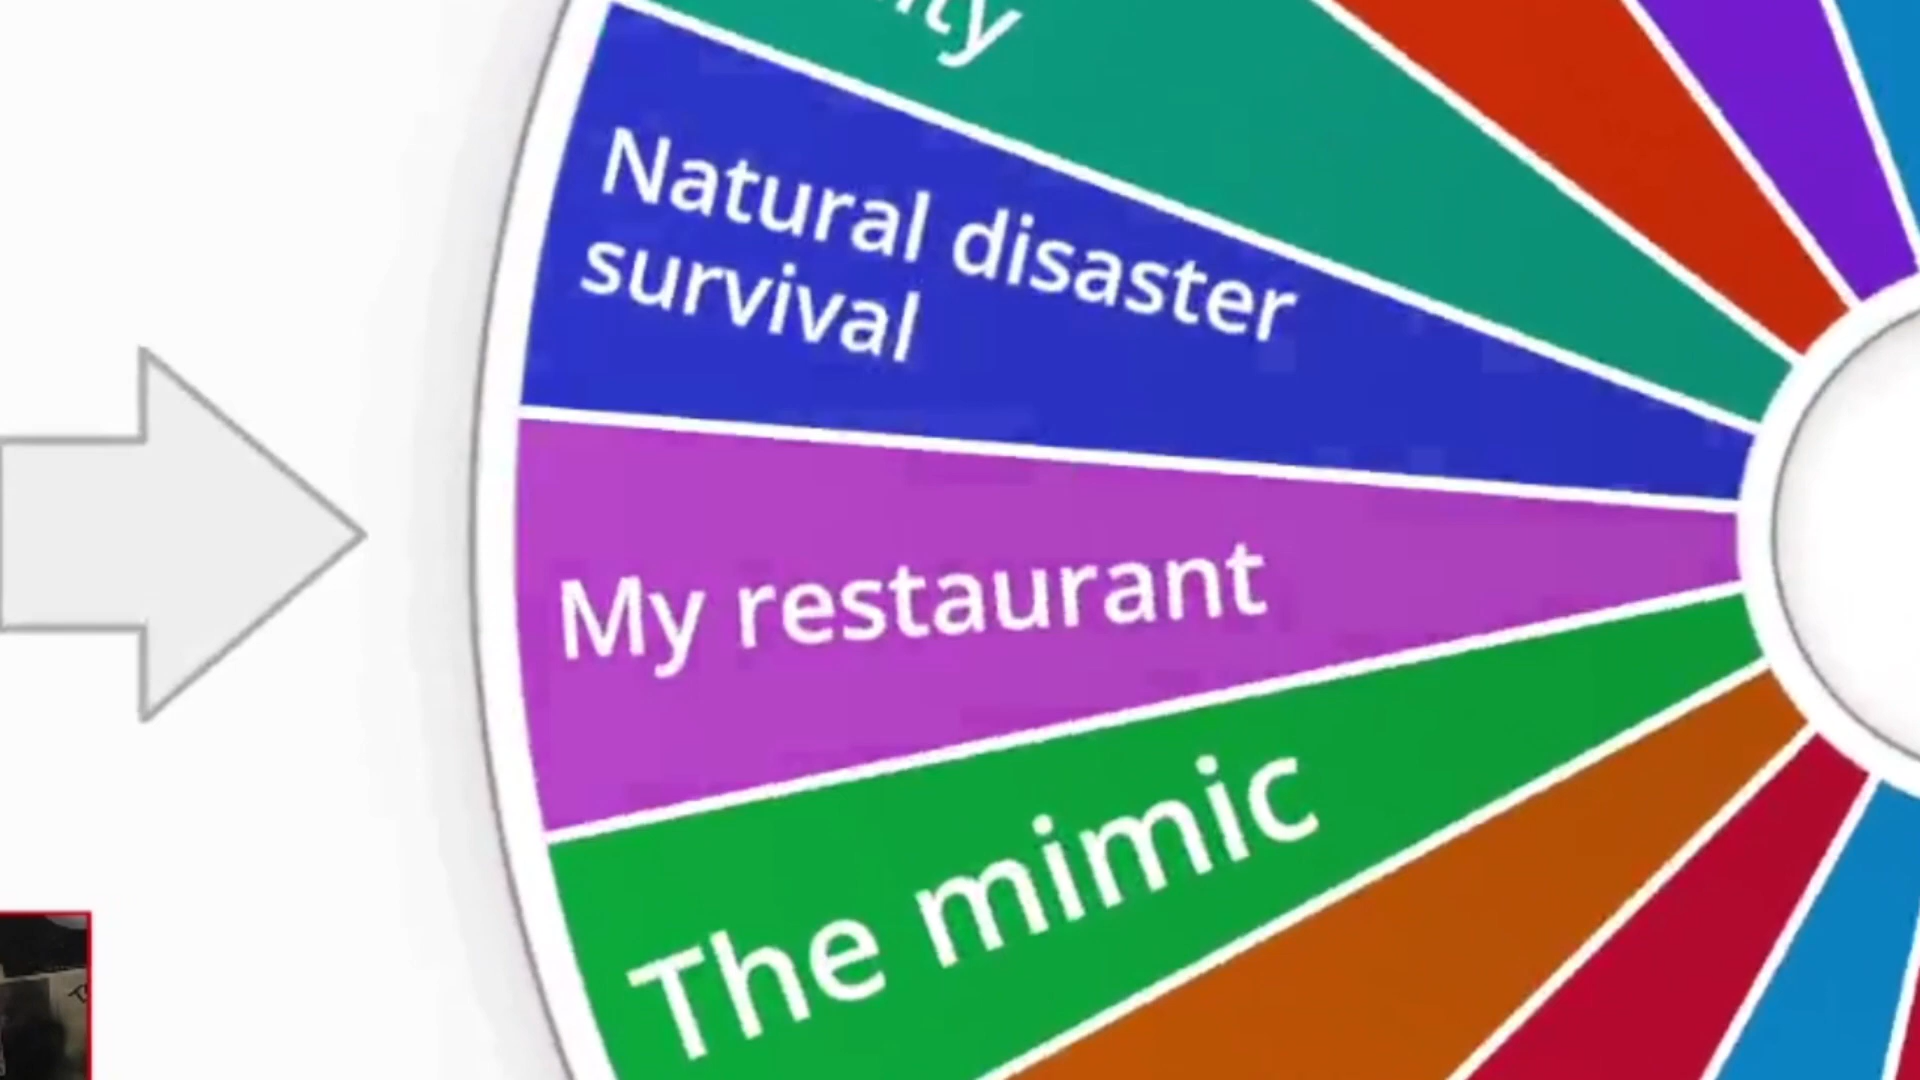 Natural disaster
survival
My restaurant
The mimic